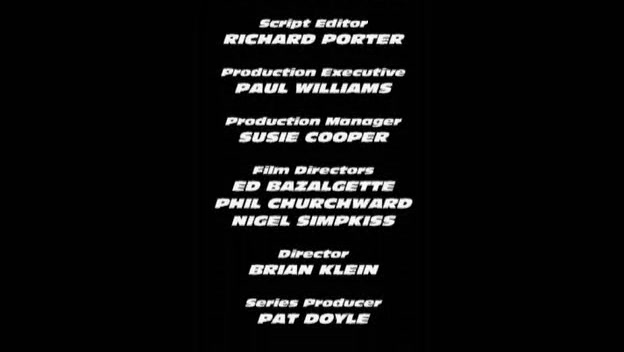 Script Editor
RICHARD PORTER
Production Executive
PAUL WILLIAMS
Production Manager
SUSIE COOPER
Film Directors
ED BAZALGETTE
PHIL CHURCHWARD
NIGEL SIMPKISS
Director
BRIAN KLEIN
Series Producer
PAT DOYLE